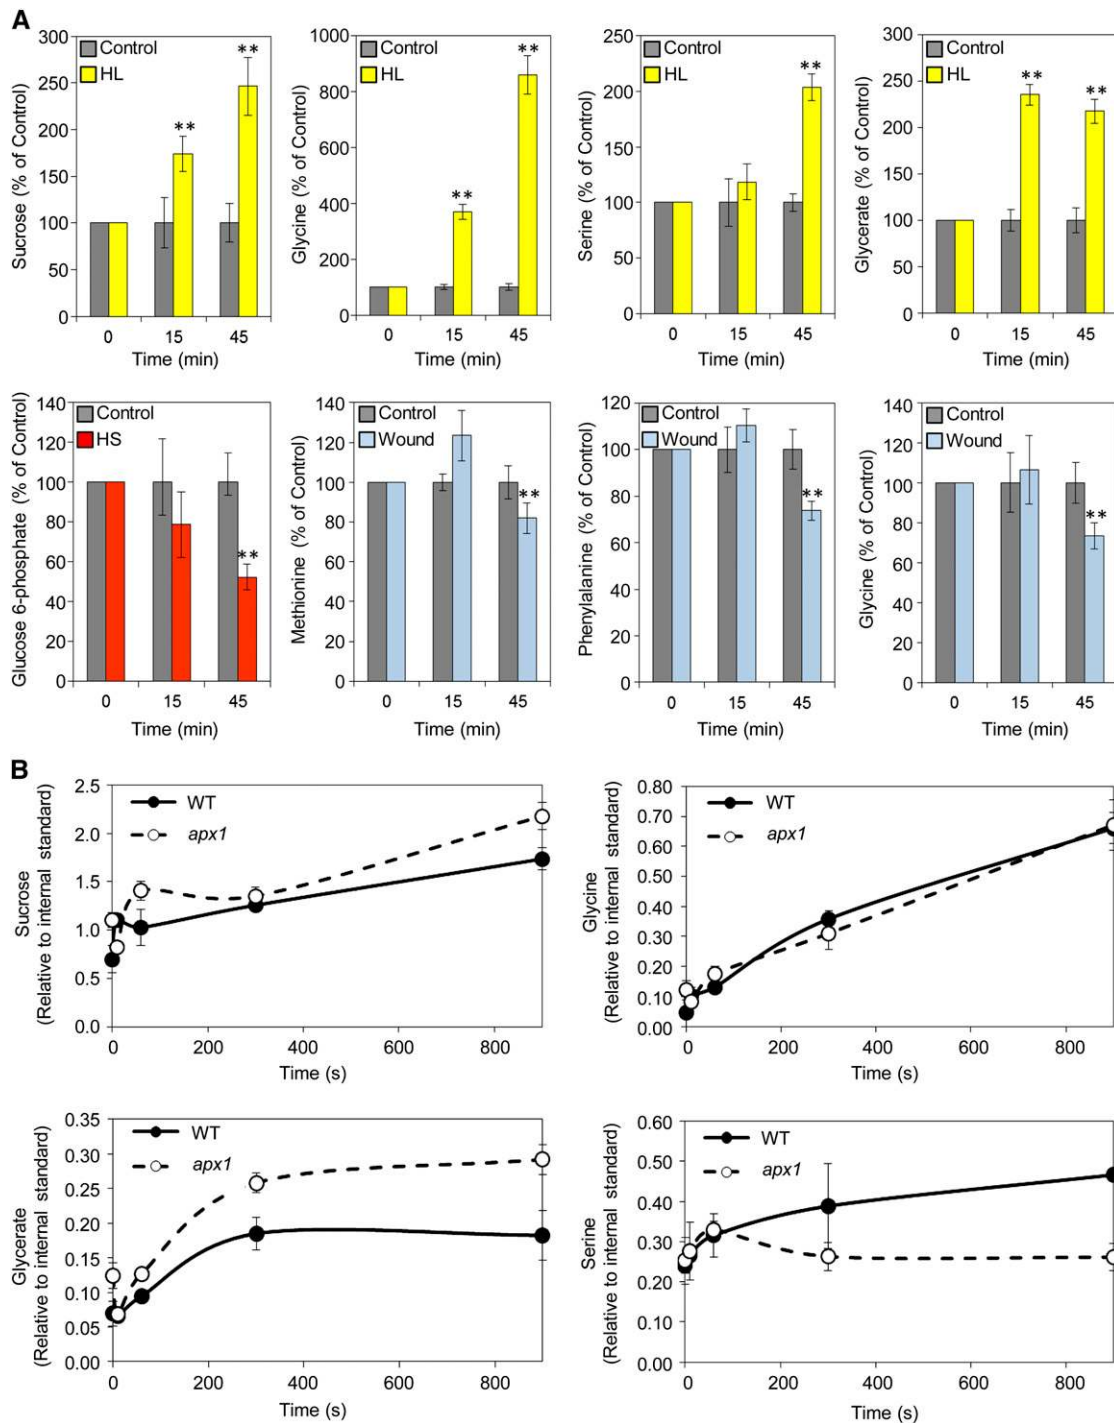 A
Sucrose (% of Control)
300
250
200
150
100
50
0
Control
HL
**
**
0 15 45
Time (min)
Glycine (% of Control)
1000
800
600
400
200
0
Control
HL
**
**
0 15 45
Time (min)
Serine (% of Control)
250
200
150
100
50
0
Control
HL
**
0 15 45
Time (min)
Glycerate (% of Control)
300
250
200
150
100
50
0
Control
HL
**
**
0 15 45
Time (min)
Glucose 6-phosphate (% of Control)
140
120
100
80
60
40
20
0
Control
HS
**
0 15 45
Time (min)
Methionine (% of Control)
140
120
100
80
60
40
20
0
Control
Wound
**
0 15 45
Time (min)
Phenylalanine (% of Control)
120
100
80
60
40
20
0
Control
Wound
**
0 15 45
Time (min)
Glycine (% of Control)
140
120
100
80
60
40
20
0
Control
Wound
**
0 15 45
Time (min)
B
Sucrose
(Relative to internal standard)
2.5
2.0
1.5
1.0
0.5
0.0
WT
apx1
0 200 400 600 800
Time (s)
Glycine
(Relative to internal standard)
0.80
0.70
0.60
0.50
0.40
0.30
0.20
0.10
0.00
WT
apx1
0 200 400 600 800
Time (s)
Glycerate
(Relative to internal standard)
0.35
0.30
0.25
0.20
0.15
0.10
0.05
0.00
WT
apx1
0 200 400 600 800
Time (s)
Serine
(Relative to internal standard)
0.60
0.50
0.40
0.30
0.20
0.10
0.00
WT
apx1
0 200 400 600 800
Time (s)